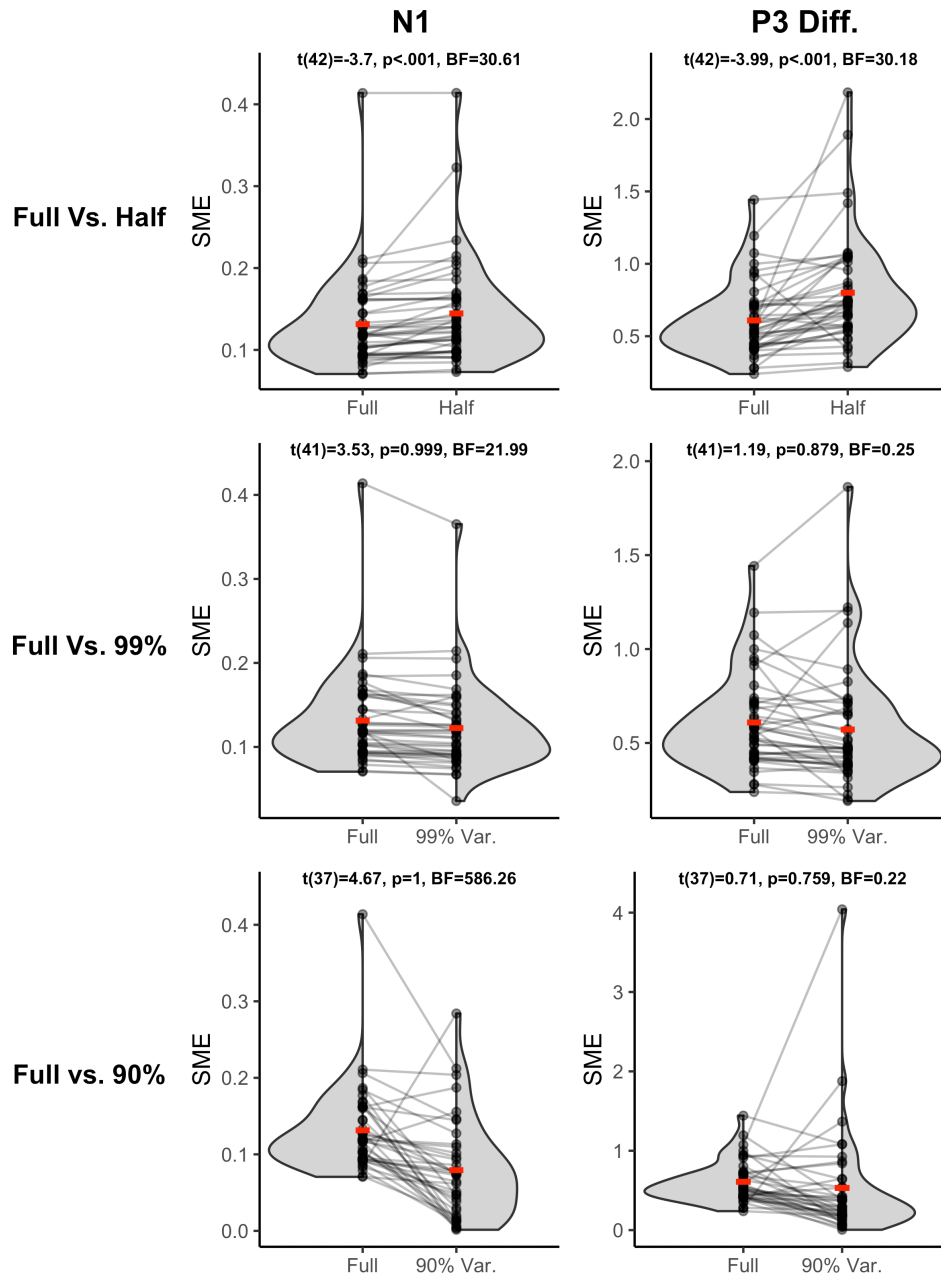 N1
P3 Diff.
t(42)=-3.7, p<.001, BF=30.61
t(42)=-3.99, p<.001, BF=30.18
Full Vs. Half
SME
0.4
0.3
0.2
0.1
Full
Half
SME
2.0
1.5
1.0
0.5
Full
Half
t(41)=3.53, p=0.999, BF=21.99
t(41)=1.19, p=0.879, BF=0.25
Full Vs. 99%
SME
0.4
0.3
0.2
0.1
Full
99% Var.
SME
2.0
1.5
1.0
0.5
Full
99% Var.
t(37)=4.67, p=1, BF=586.26
t(37)=0.71, p=0.759, BF=0.22
Full vs. 90%
SME
0.4
0.3
0.2
0.1
0.0
Full
90% Var.
SME
4
3
2
1
0
Full
90% Var.